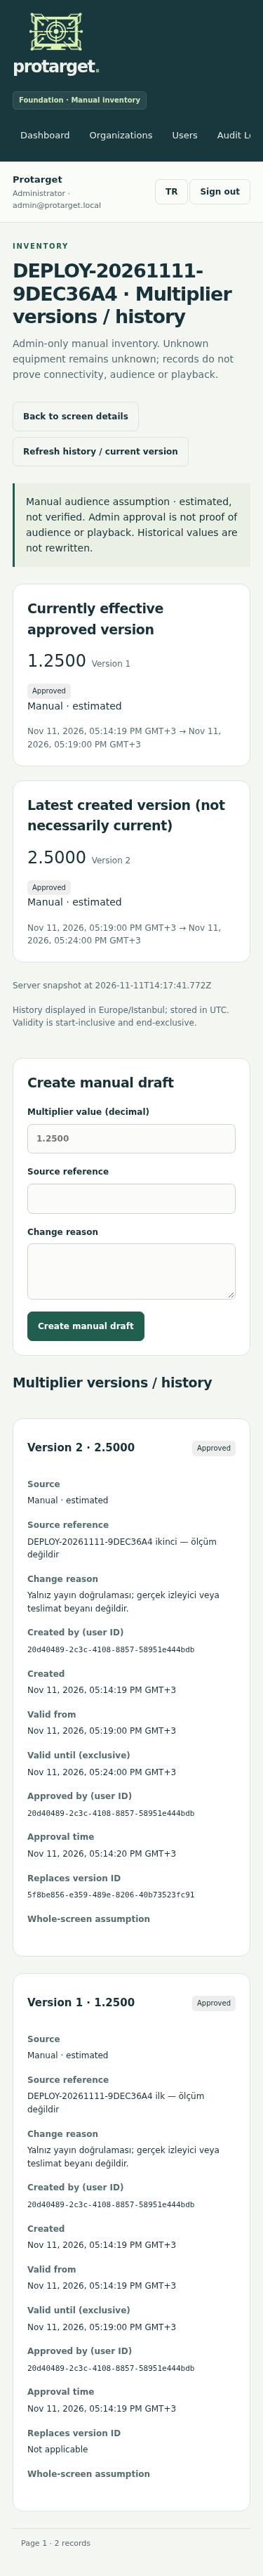 protarget.
Foundation · Manual inventory
Dashboard Organizations Users Audit Lo
Protarget
Administrator ·
admin@protarget.local
TR
Sign out
INVENTORY
DEPLOY-20261111-
9DEC36A4 · Multiplier
versions / history
Admin-only manual inventory. Unknown
equipment remains unknown; records do not
prove connectivity, audience or playback.
Back to screen details
Refresh history / current version
Manual audience assumption · estimated,
not verified. Admin approval is not proof of
audience or playback. Historical values are
not rewritten.
Currently effective
approved version
1.2500 Version 1
Approved
Manual · estimated
Nov 11, 2026, 05:14:19 PM GMT+3 → Nov 11,
2026, 05:19:00 PM GMT+3
Latest created version (not
necessarily current)
2.5000 Version 2
Approved
Manual · estimated
Nov 11, 2026, 05:19:00 PM GMT+3 → Nov 11,
2026, 05:24:00 PM GMT+3
Server snapshot at 2026-11-11T14:17:41.772Z
History displayed in Europe/Istanbul; stored in UTC.
Validity is start-inclusive and end-exclusive.
Create manual draft
Multiplier value (decimal)
1.2500
Source reference
Change reason
Create manual draft
Multiplier versions / history
Version 2 · 2.5000
Approved
Source
Manual · estimated
Source reference
DEPLOY-20261111-9DEC36A4 ikinci — ölçüm
değildir
Change reason
Yalnız yayın doğrulaması; gerçek izleyici veya
teslimat beyanı değildir.
Created by (user ID)
20d40489-2c3c-4108-8857-58951e444bdb
Created
Nov 11, 2026, 05:14:19 PM GMT+3
Valid from
Nov 11, 2026, 05:19:00 PM GMT+3
Valid until (exclusive)
Nov 11, 2026, 05:24:00 PM GMT+3
Approved by (user ID)
20d40489-2c3c-4108-8857-58951e444bdb
Approval time
Nov 11, 2026, 05:14:20 PM GMT+3
Replaces version ID
5f8be856-e359-489e-8206-40b73523fc91
Whole-screen assumption
Version 1 · 1.2500
Approved
Source
Manual · estimated
Source reference
DEPLOY-20261111-9DEC36A4 ilk — ölçüm
değildir
Change reason
Yalnız yayın doğrulaması; gerçek izleyici veya
teslimat beyanı değildir.
Created by (user ID)
20d40489-2c3c-4108-8857-58951e444bdb
Created
Nov 11, 2026, 05:14:19 PM GMT+3
Valid from
Nov 11, 2026, 05:14:19 PM GMT+3
Valid until (exclusive)
Nov 11, 2026, 05:19:00 PM GMT+3
Approved by (user ID)
20d40489-2c3c-4108-8857-58951e444bdb
Approval time
Nov 11, 2026, 05:14:19 PM GMT+3
Replaces version ID
Not applicable
Whole-screen assumption
Page 1 · 2 records